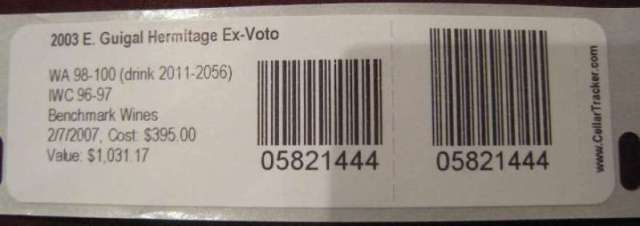 2003 E. Guigal Hermitage Ex-Voto
WA 98-100 (drink 2011-2056)
IWC 96-97
Benchmark Wines
2/7/2007, Cost: $395.00
Value: $1,031.17
05821444
05821444
www.CellarTracker.com